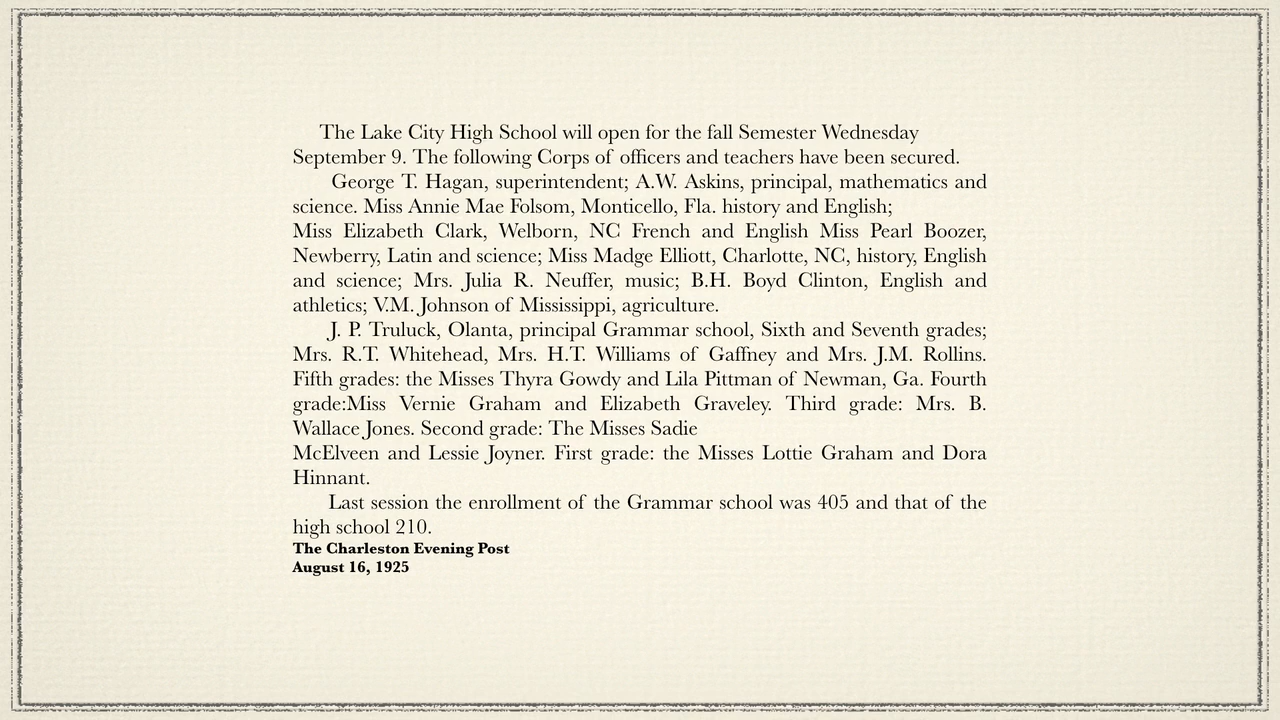 The Lake City High School will open for the fall Semester Wednesday
September 9. The following Corps of officers and teachers have been secured.
George T. Hagan, superintendent; A.W. Askins, principal, mathematics and
science. Miss Annie Mae Folsom, Monticello, Fla. history and English;
Miss Elizabeth Clark, Welborn, NC French and English Miss Pearl Boozer,
Newberry, Latin and science; Miss Madge Elliott, Charlotte, NC, history, English
and science; Mrs. Julia R. Neuffer, music; B.H. Boyd Clinton, English and
athletics; V.M. Johnson of Mississippi, agriculture.
J. P. Truluck, Olanta, principal Grammar school, Sixth and Seventh grades;
Mrs. R.T. Whitehead, Mrs. H.T. Williams of Gaffney and Mrs. J.M. Rollins.
Fifth grades: the Misses Thyra Gowdy and Lila Pittman of Newman, Ga. Fourth
grade:Miss Vernie Graham and Elizabeth Graveley. Third grade: Mrs. B.
Wallace Jones. Second grade: The Misses Sadie
McElveen and Lessie Joyner. First grade: the Misses Lottie Graham and Dora
Hinnant.
Last session the enrollment of the Grammar school was 405 and that of the
high school 210.
The Charleston Evening Post
August 16, 1925